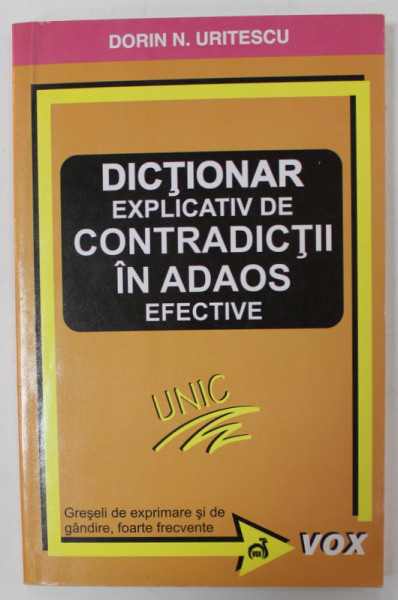 DORIN N. URITESCU
DICŢIONAR
EXPLICATIV DE
CONTRADICŢII
ÎN ADAOS
EFECTIVE
UNIC
Greşeli de exprimare şi de
gândire, foarte frecvente
VOX
VOX